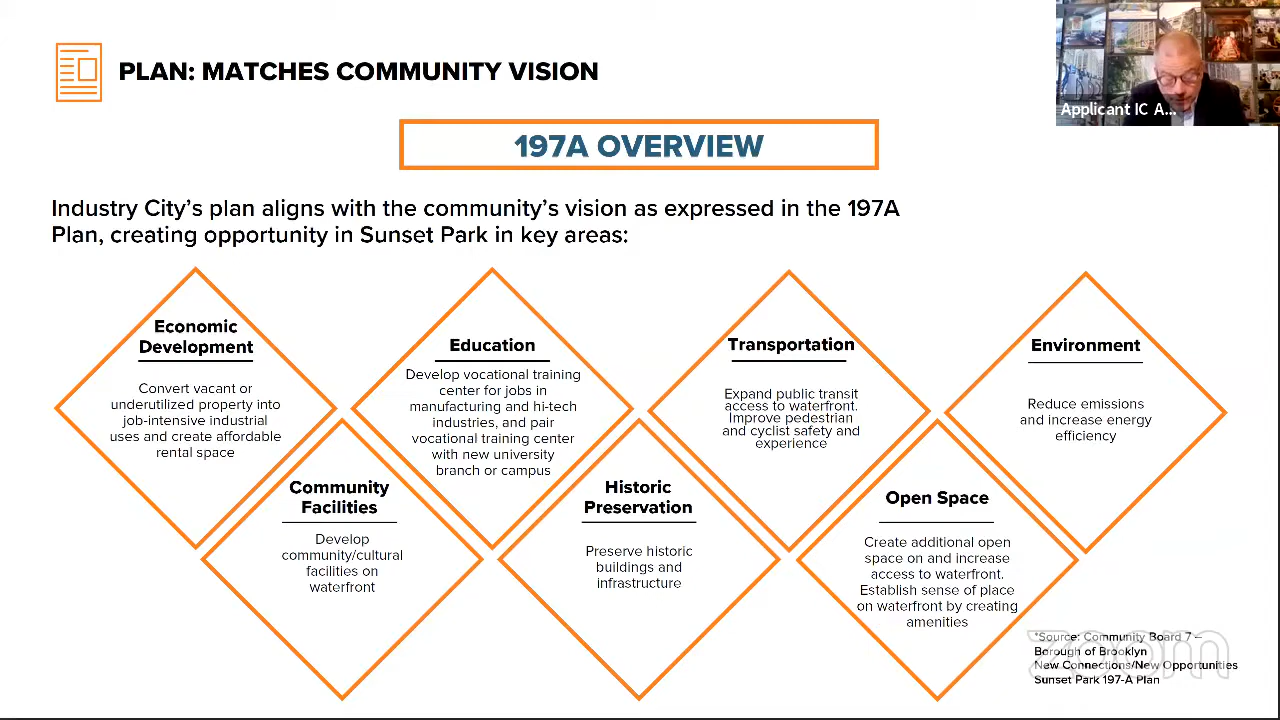 PLAN: MATCHES COMMUNITY VISION
Applicant IC A...
197A OVERVIEW
Industry City’s plan aligns with the community’s vision as expressed in the 197A
Plan, creating opportunity in Sunset Park in key areas:
Economic
Development
Convert vacant or
underutilized property into
job-intensive industrial
uses and create affordable
rental space
Education
Develop vocational training
center for jobs in
manufacturing and hi-tech
industries, and pair
vocational training center
with new university
branch or campus
Transportation
Expand public transit
access to waterfront.
Improve pedestrian
and cyclist safety and
experience
Environment
Reduce emissions
and increase energy
efficiency
Community
Facilities
Develop
community/cultural
facilities on
waterfront
Historic
Preservation
Preserve historic
buildings and
infrastructure
Open Space
Create additional open
space on and increase
access to waterfront.
Establish sense of place
on waterfront by creating
amenities
*Source: Community Board 7 –
Borough of Brooklyn
New Connections/New Opportunities
Sunset Park 197-A Plan
zoom